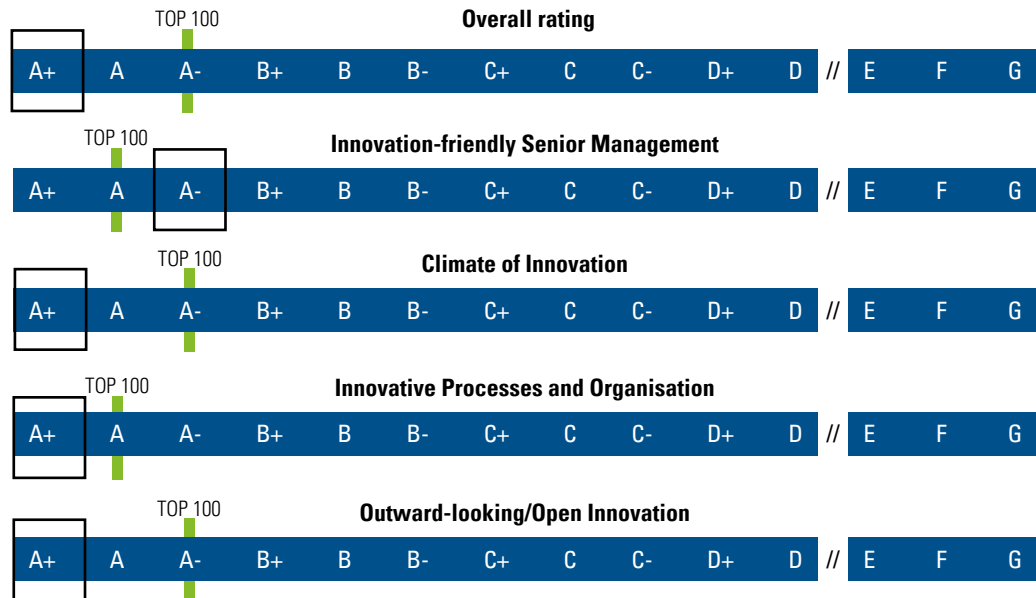 TOP 100
Overall rating
A+ A A- B+ B B- C+ C C- D+ D // E F G
TOP 100
Innovation-friendly Senior Management
A+ A A- B+ B B- C+ C C- D+ D // E F G
TOP 100
Climate of Innovation
A+ A A- B+ B B- C+ C C- D+ D // E F G
TOP 100
Innovative Processes and Organisation
A+ A A- B+ B B- C+ C C- D+ D // E F G
TOP 100
Outward-looking/Open Innovation
A+ A A- B+ B B- C+ C C- D+ D // E F G